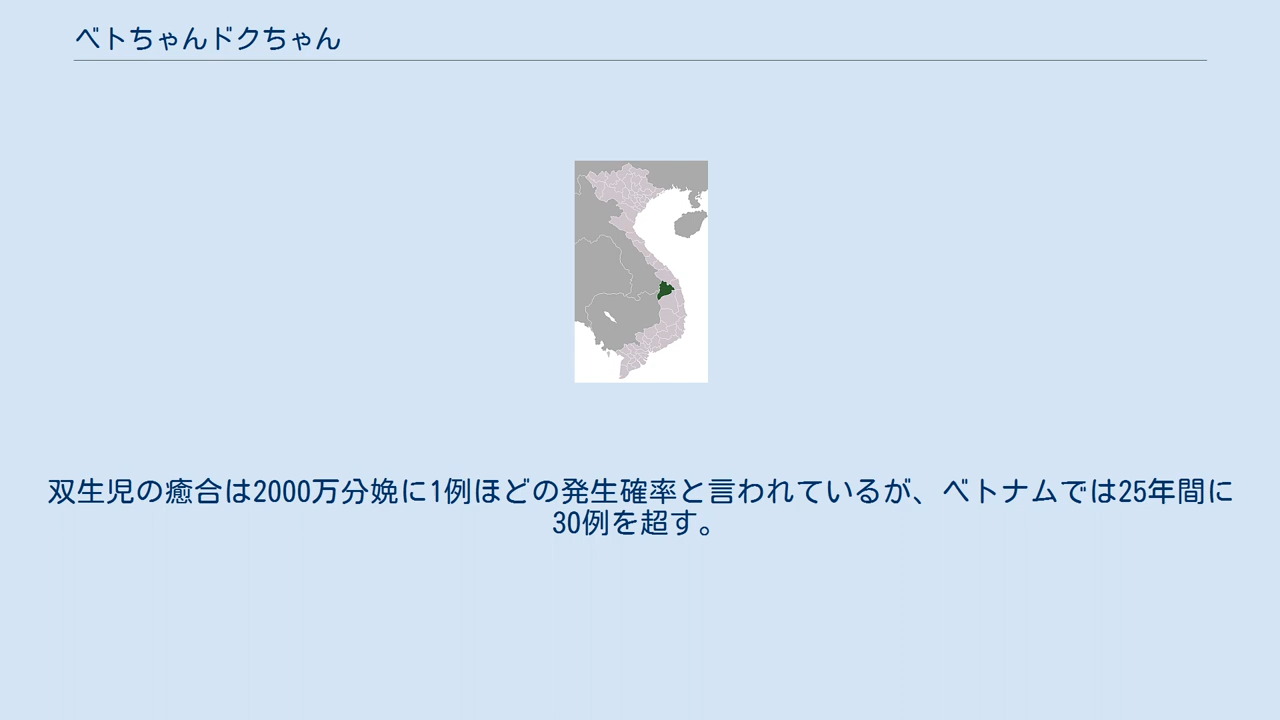 ベトちゃんドクちゃん
双生児の癒合は2000万分娩に1例ほどの発生確率と言われているが、ベトナムでは25年間に
30例を超す。